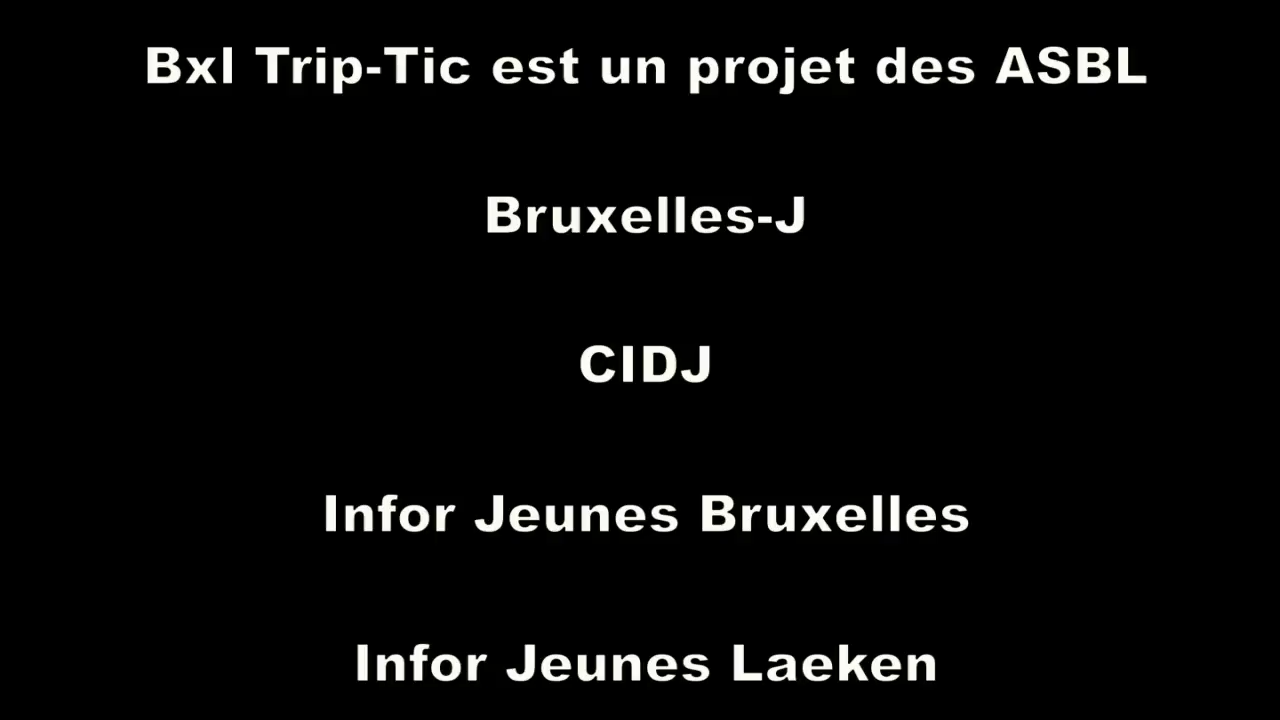 Bxl Trip-Tic est un projet des ASBL
Bruxelles-J
CIDJ
Infor Jeunes Bruxelles
Infor Jeunes Laeken